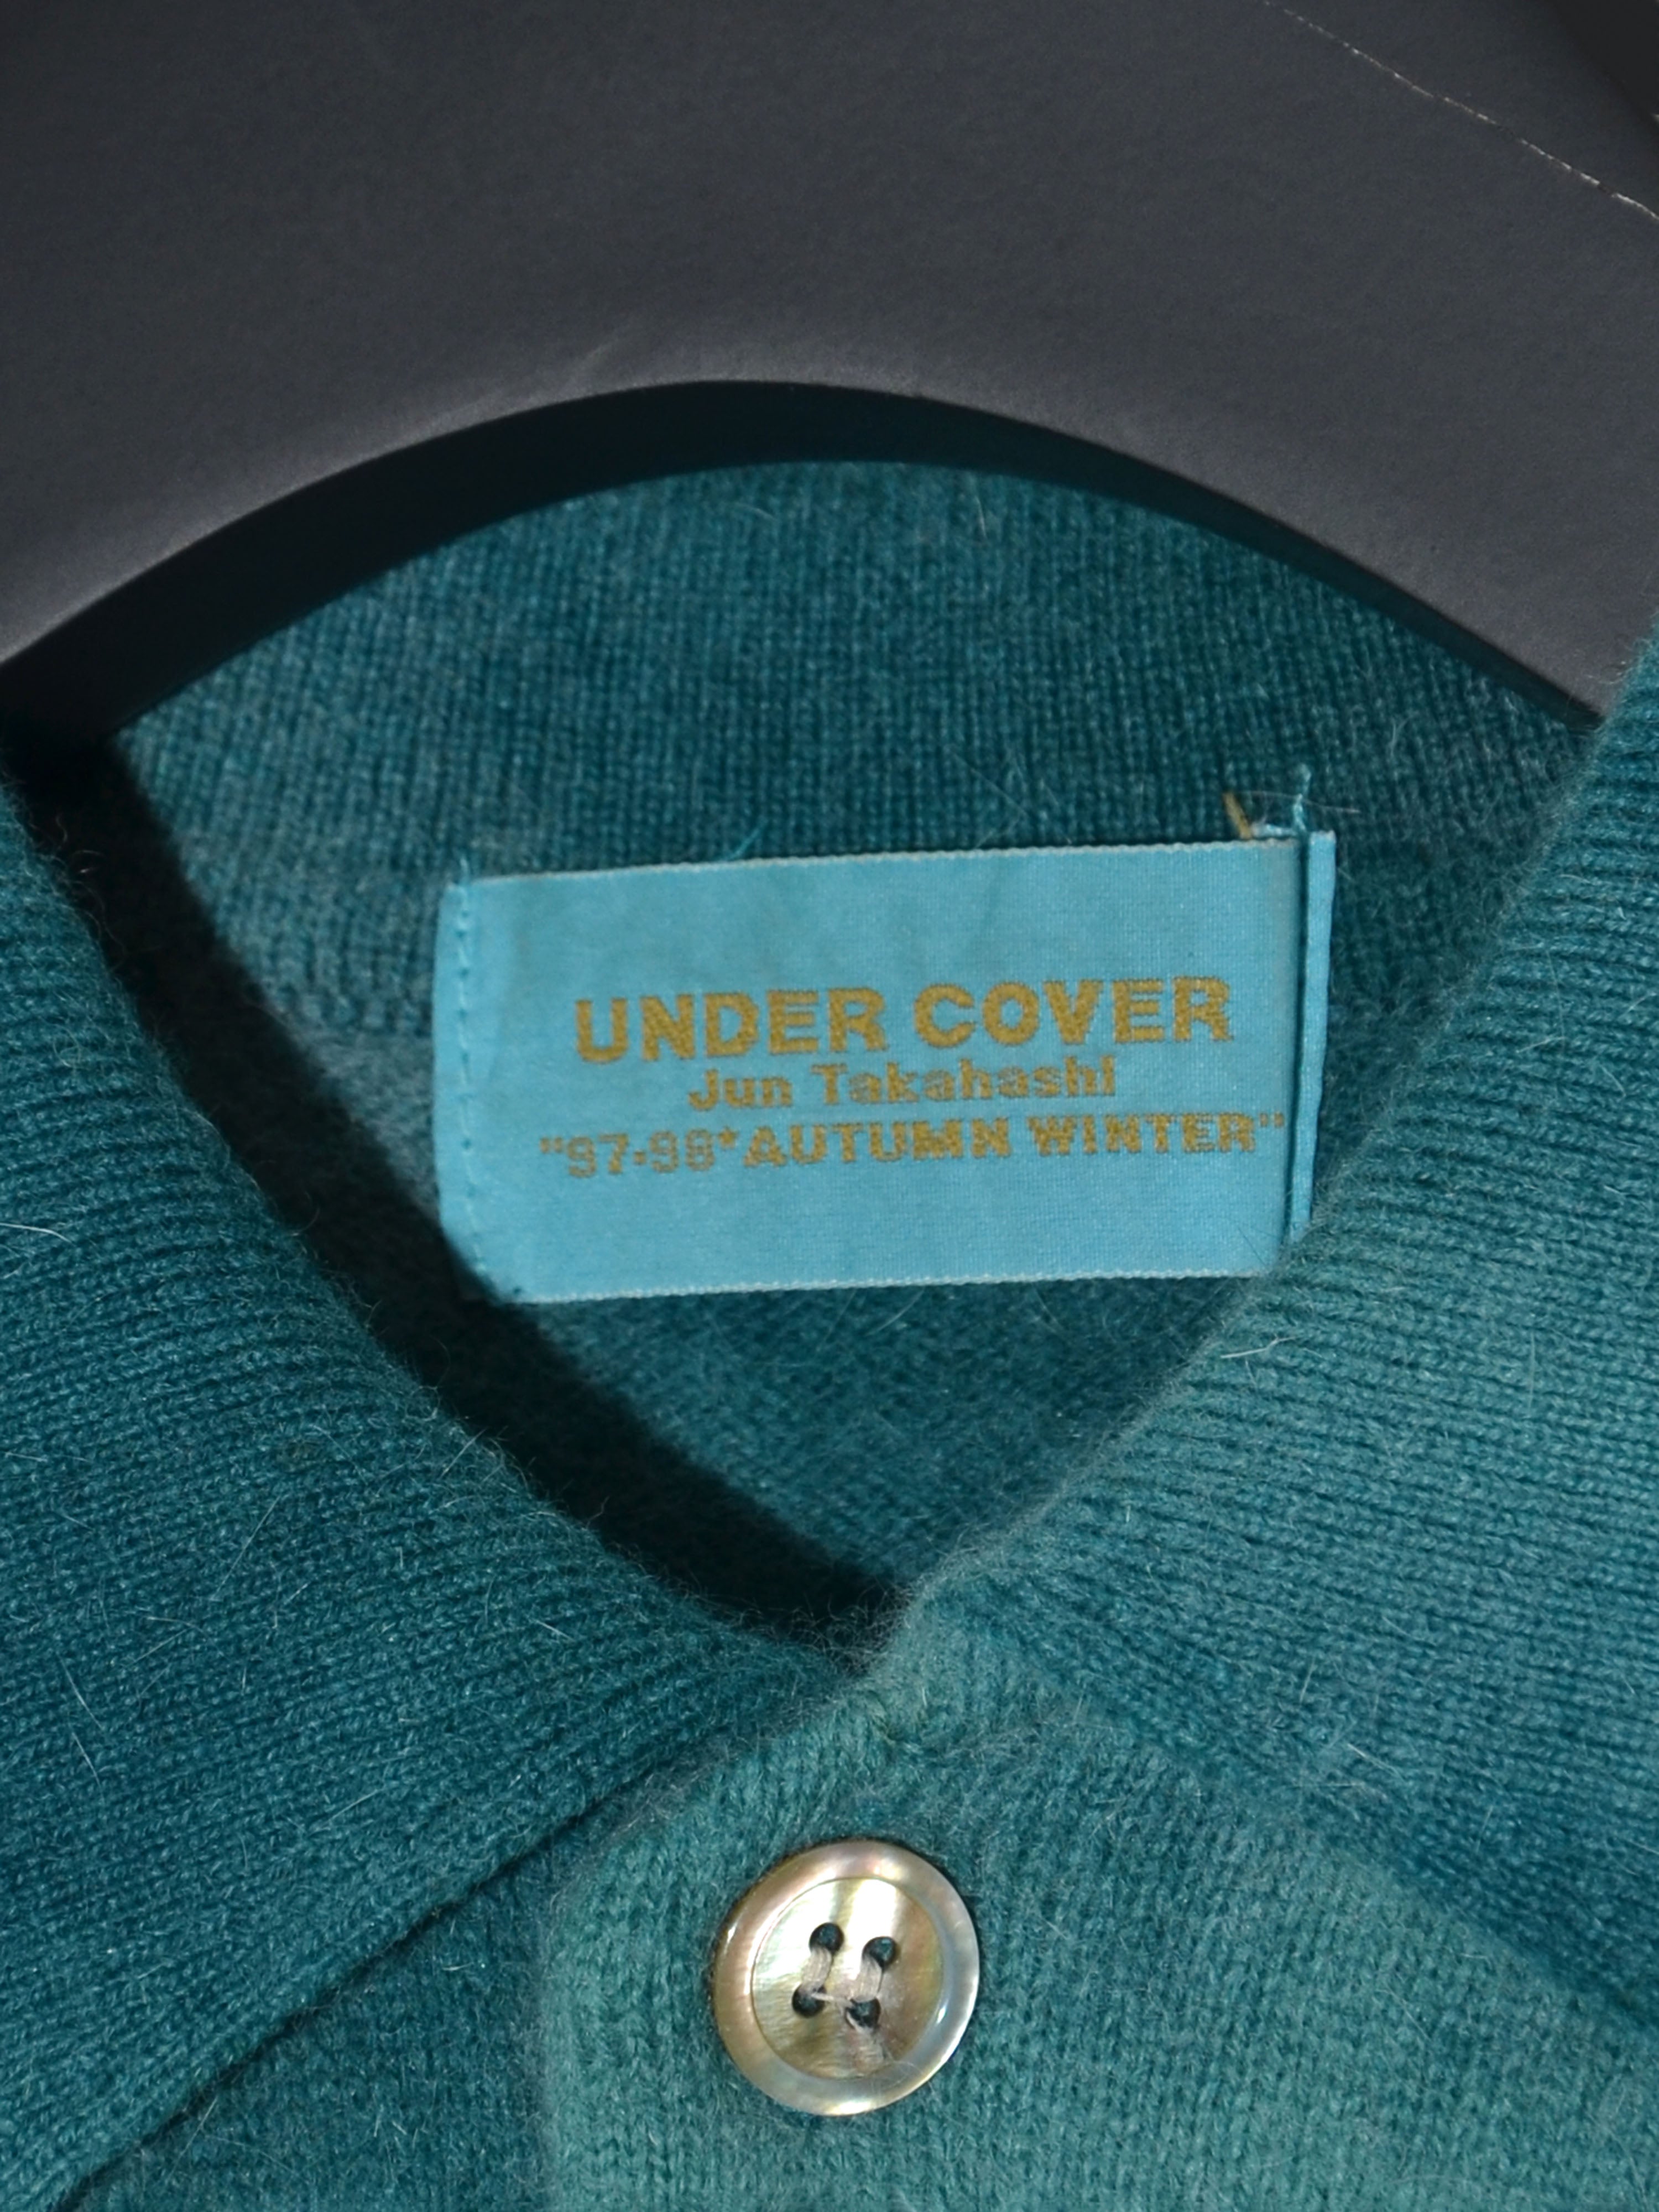 UNDER COVER
Jun Takahashi
"97-98*AUTUMN WINTER"